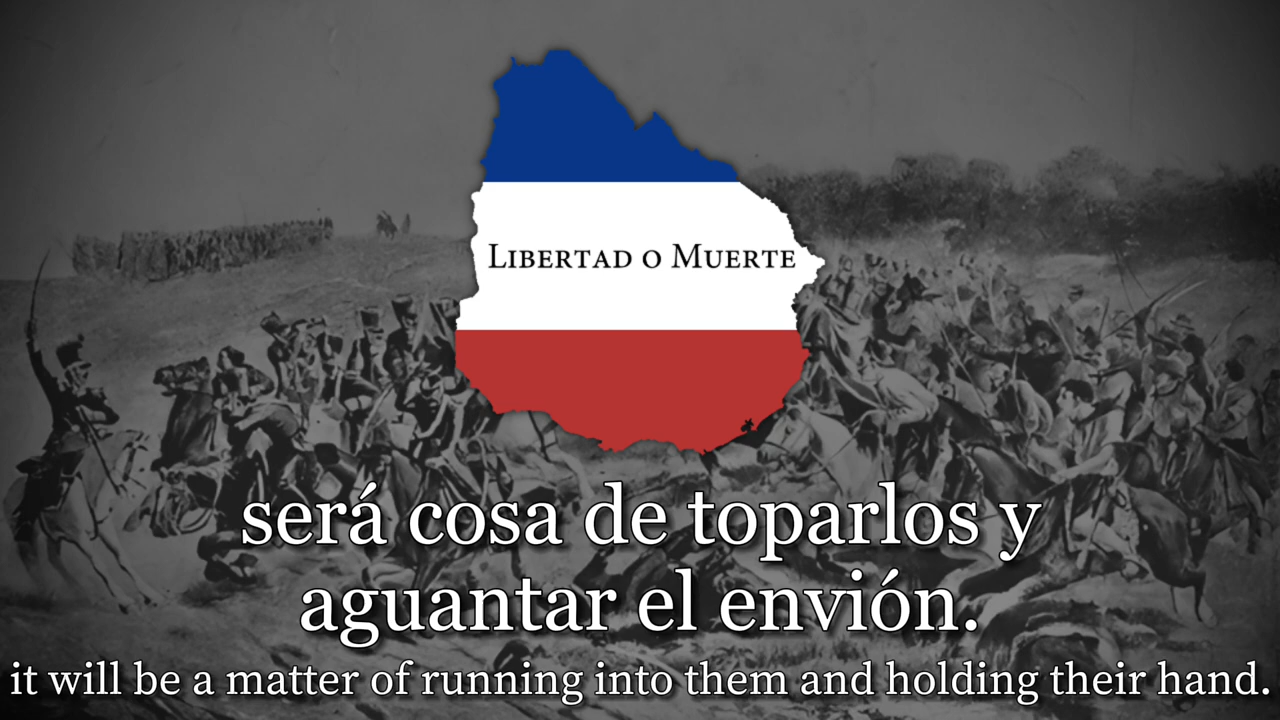 Libertad o Muerte
será cosa de toparlos y
aguantar el envión.
it will be a matter of running into them and holding their hand.